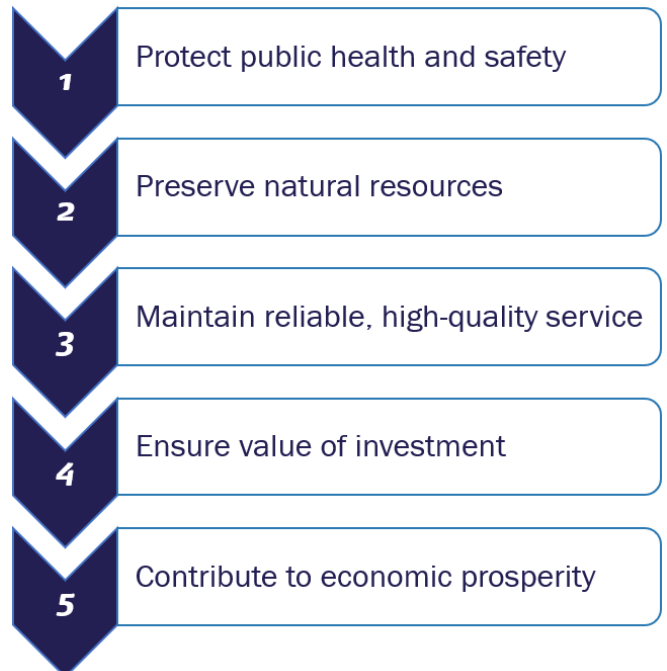 1
Protect public health and safety
2
Preserve natural resources
3
Maintain reliable, high-quality service
4
Ensure value of investment
5
Contribute to economic prosperity